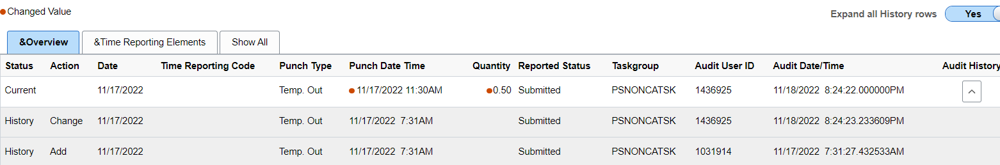 Changed Value
Expand all History rows Yes
&Overview &Time Reporting Elements Show All
Status Action Date Time Reporting Code Punch Type Punch Date Time Quantity Reported Status Taskgroup Audit User ID Audit Date/Time Audit History
Current 11/17/2022 Temp. Out 11/17/2022 11:30AM 0.50 Submitted PSNONCATSK 1436925 11/18/2022 8:24:22.000000PM
History Change 11/17/2022 Temp. Out 11/17/2022 7:31AM Submitted PSNONCATSK 1436925 11/18/2022 8:24:23.233609PM
History Add 11/17/2022 Temp. Out 11/17/2022 7:31AM Submitted PSNONCATSK 1031914 11/17/2022 7:31:27.432533AM